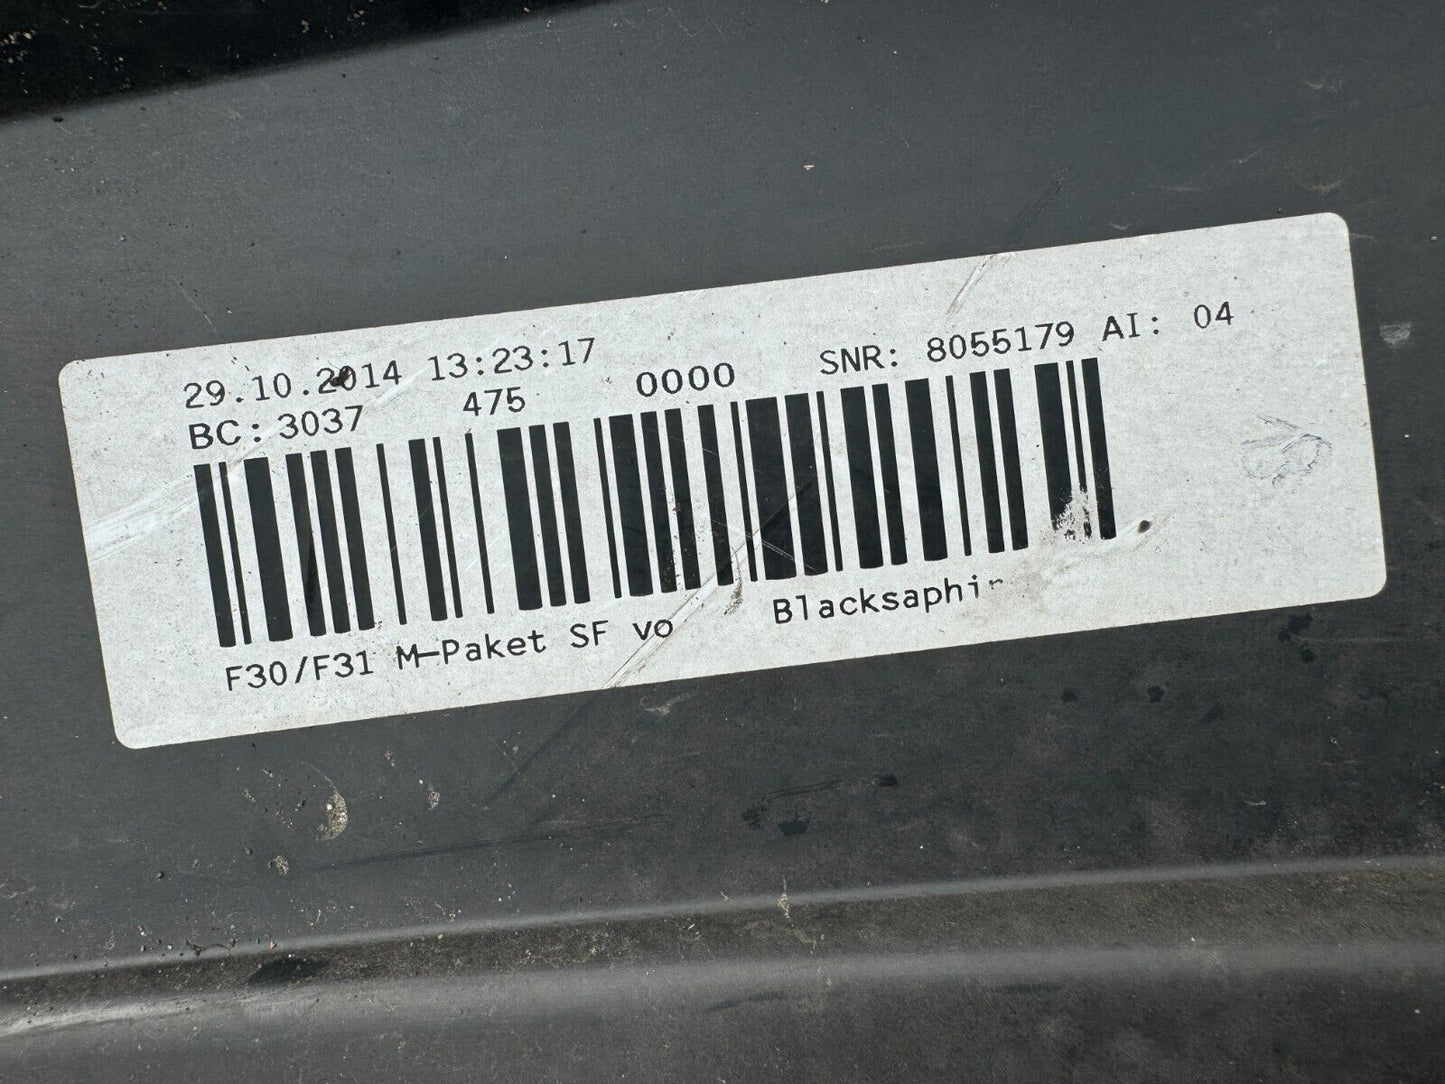 29.10.2014 13:23:17
BC: 3037 475 0000 SNR: 8055179 AI: 04
F30/F31 M-Paket SF vo Blacksaphir